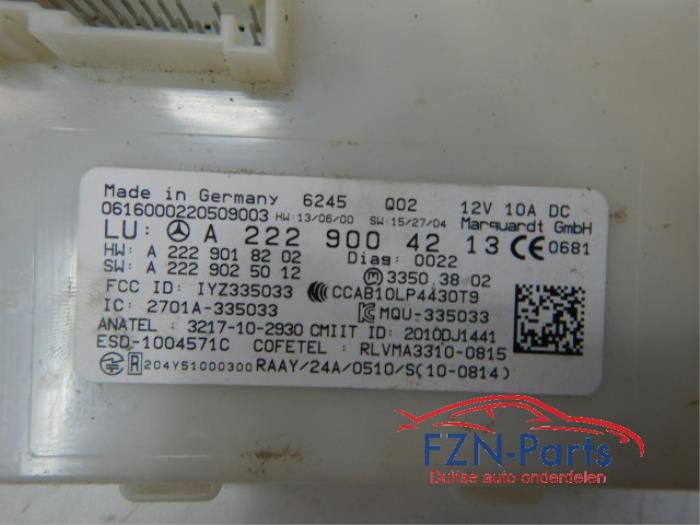 Made in Germany 6245 Q02 12V 10A DC
0616000220509003 HW:13/06/00 SW:15/27/04 Marquardt GmbH
LU: A 222 900 42 13 CE 0681
HW: A 222 901 82 02 Diag: 0022
SW: A 222 902 50 12 M 3350 38 02
FCC ID: IYZ335033 CCAB10LP4430T9
IC: 2701A-335033 MQU-335033
ANATEL : 3217-10-2930 CMIIT ID: 2010DJ1441
ESD-1004571C COFETEL : RLVMA3310-0815
R 204Y51000300 RAAY/24A/0510/S(10-0814)
FZN-Parts
Duitse auto onderdelen